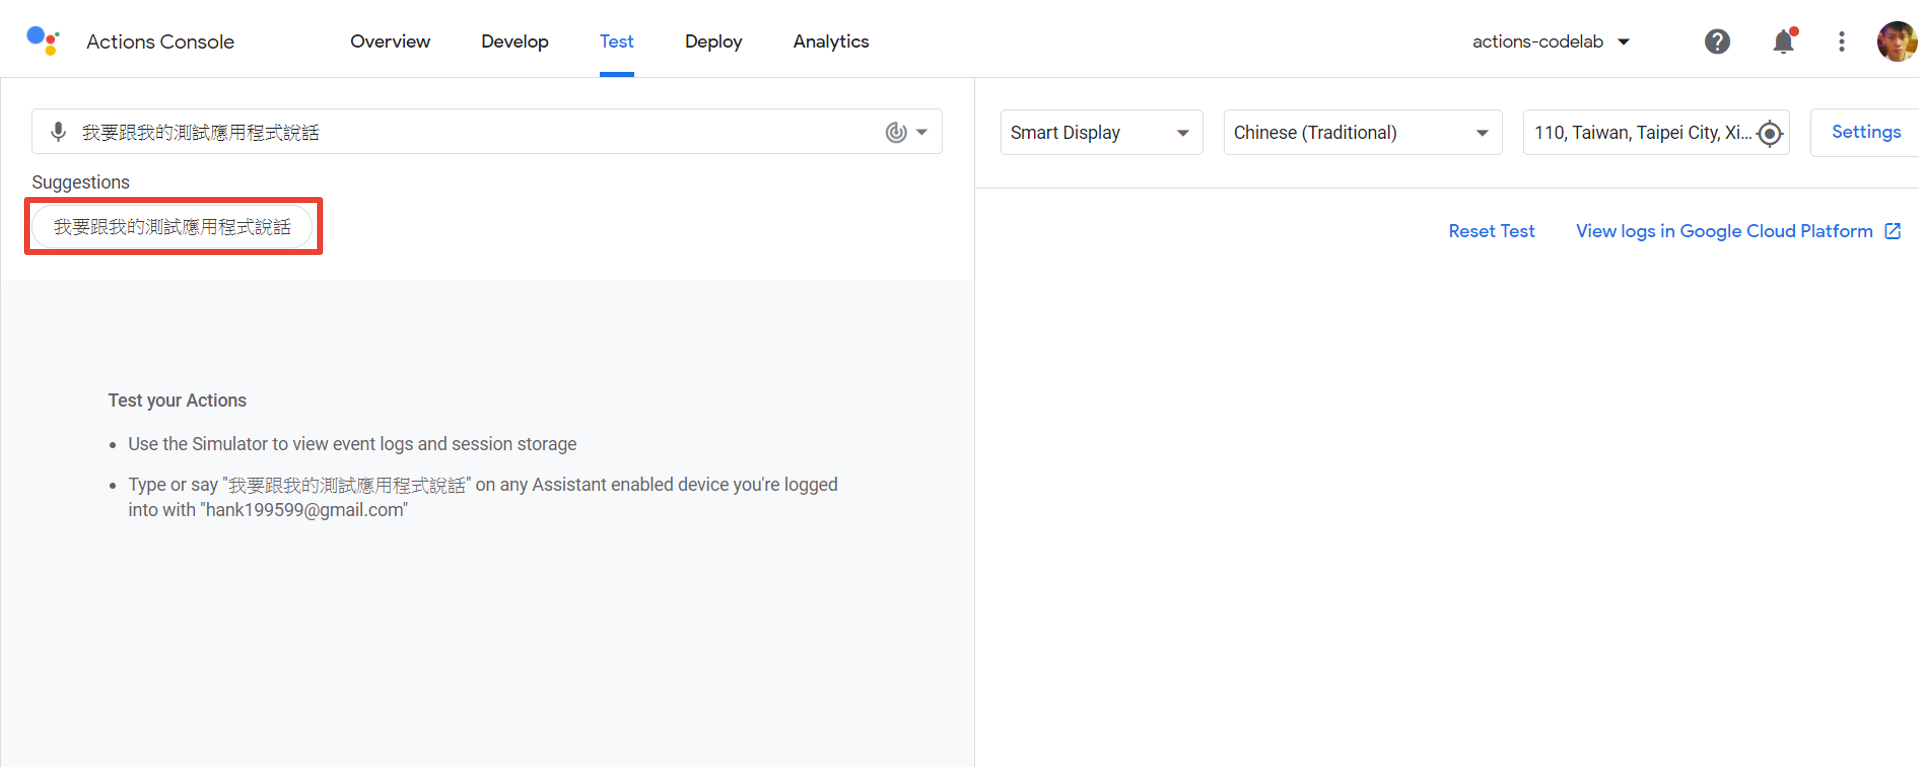 Actions Console
Overview
Develop
Test
Deploy
Analytics
actions-codelab
我要跟我的測試應用程式說話
Smart Display
Chinese (Traditional)
110, Taiwan, Taipei City, Xi...
Settings
Suggestions
我要跟我的測試應用程式說話
Reset Test
View logs in Google Cloud Platform
Test your Actions
Use the Simulator to view event logs and session storage
Type or say "我要跟我的測試應用程式說話" on any Assistant enabled device you're logged
into with "hank199599@gmail.com"